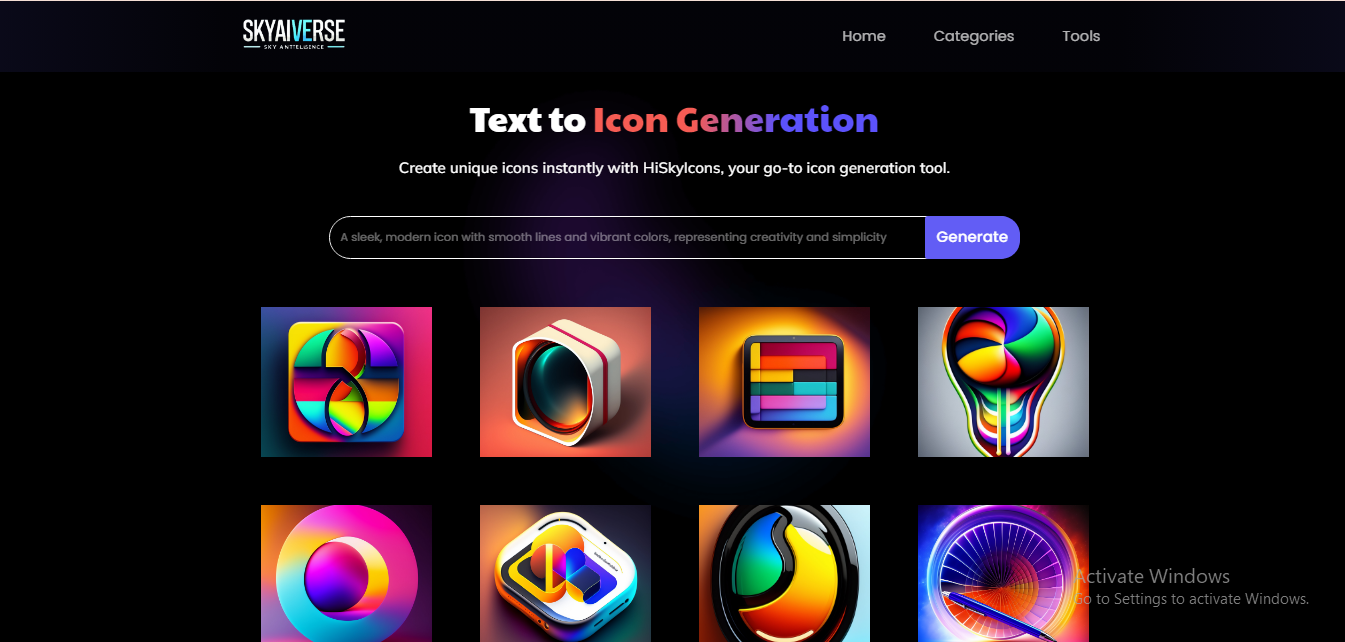 SKYAIVERSE
Home Categories Tools
SKY ANTTELIGENCE
Text to Icon Generation
Create unique icons instantly with HiSkyIcons, your go-to icon generation tool.
A sleek, modern icon with smooth lines and vibrant colors, representing creativity and simplicity
Generate
Activate Windows
Go to Settings to activate Windows.